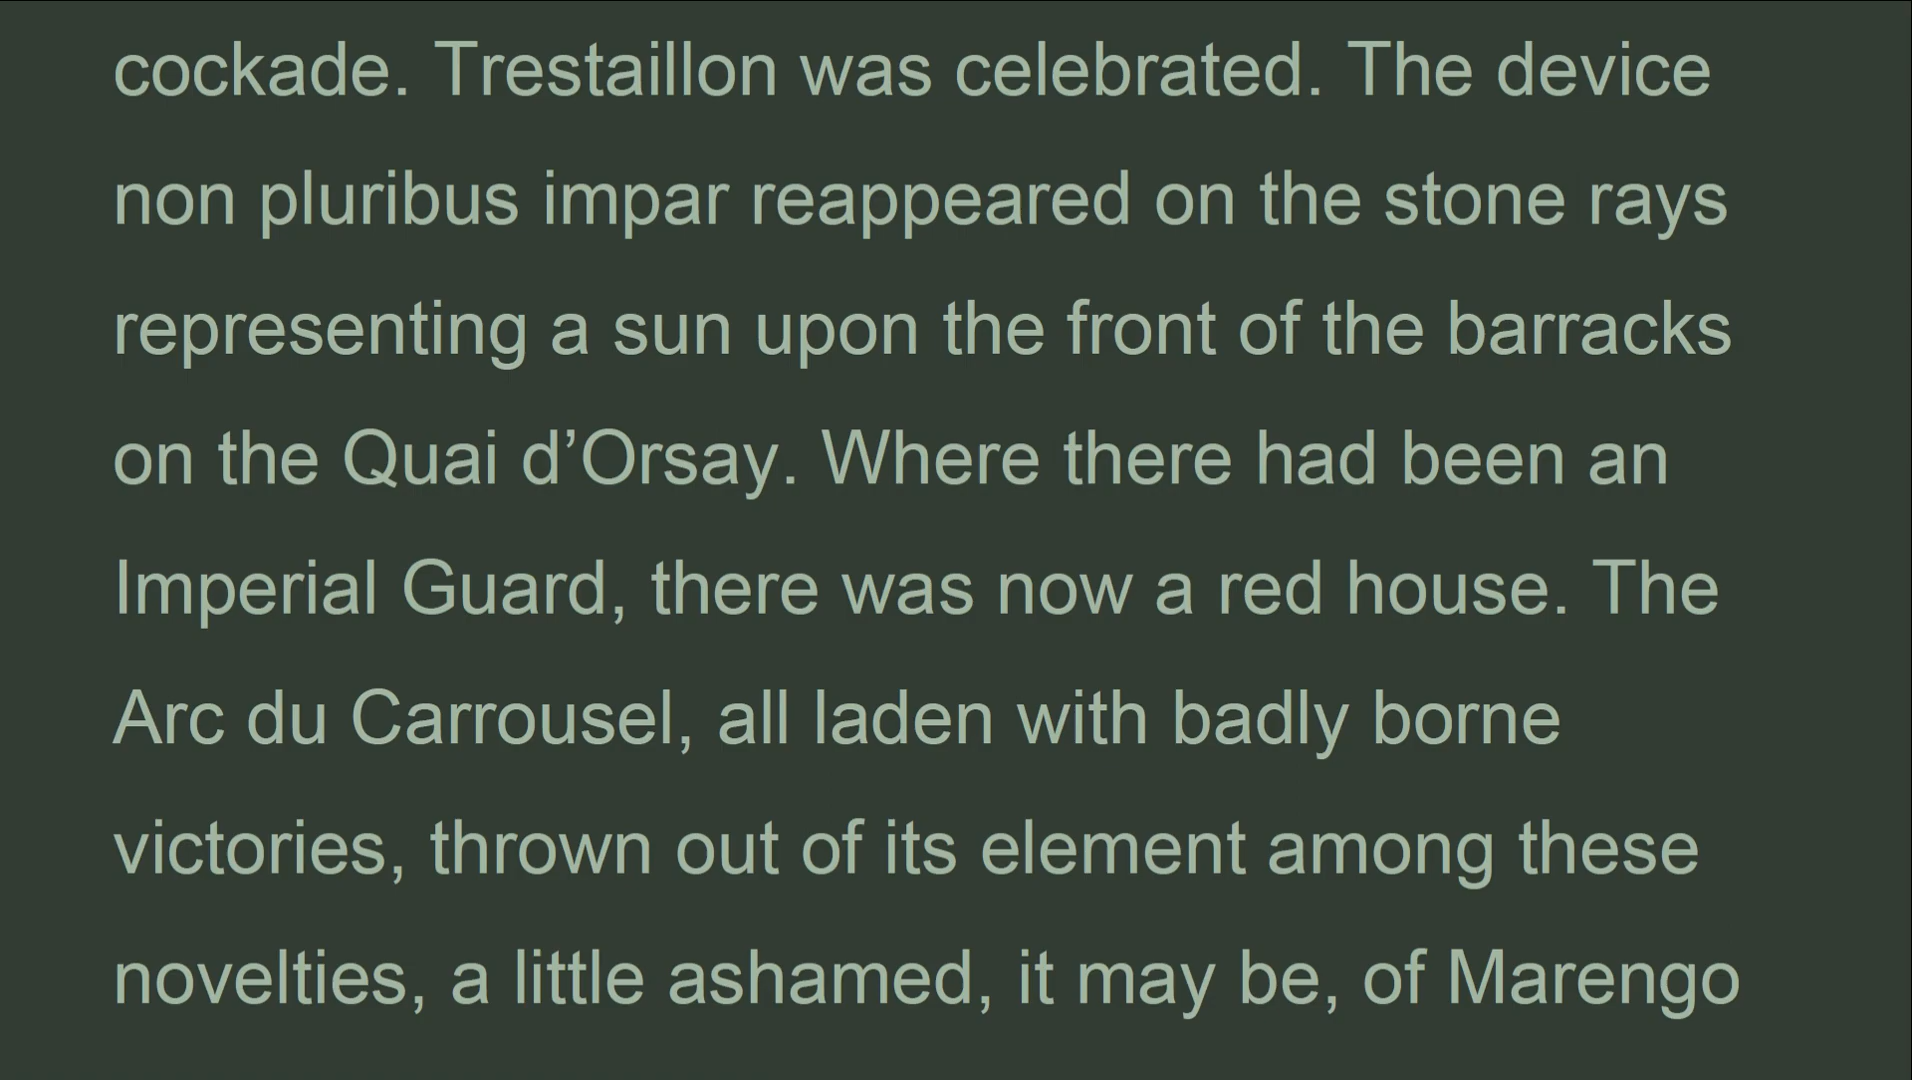 cockade. Trestaillon was celebrated. The device
non pluribus impar reappeared on the stone rays
representing a sun upon the front of the barracks
on the Quai d’Orsay. Where there had been an
Imperial Guard, there was now a red house. The
Arc du Carrousel, all laden with badly borne
victories, thrown out of its element among these
novelties, a little ashamed, it may be, of Marengo